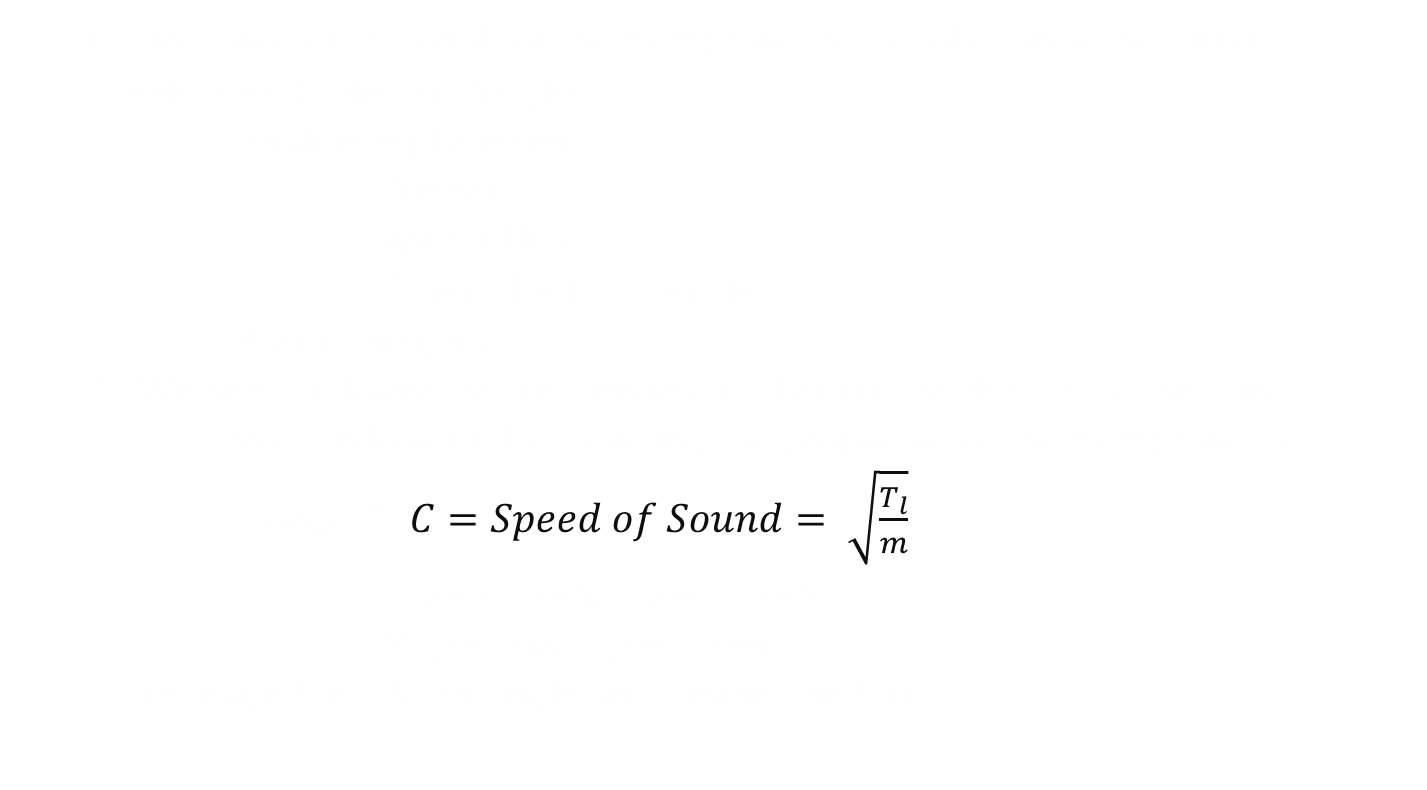 C = Speed of Sound = √(T_l/m)